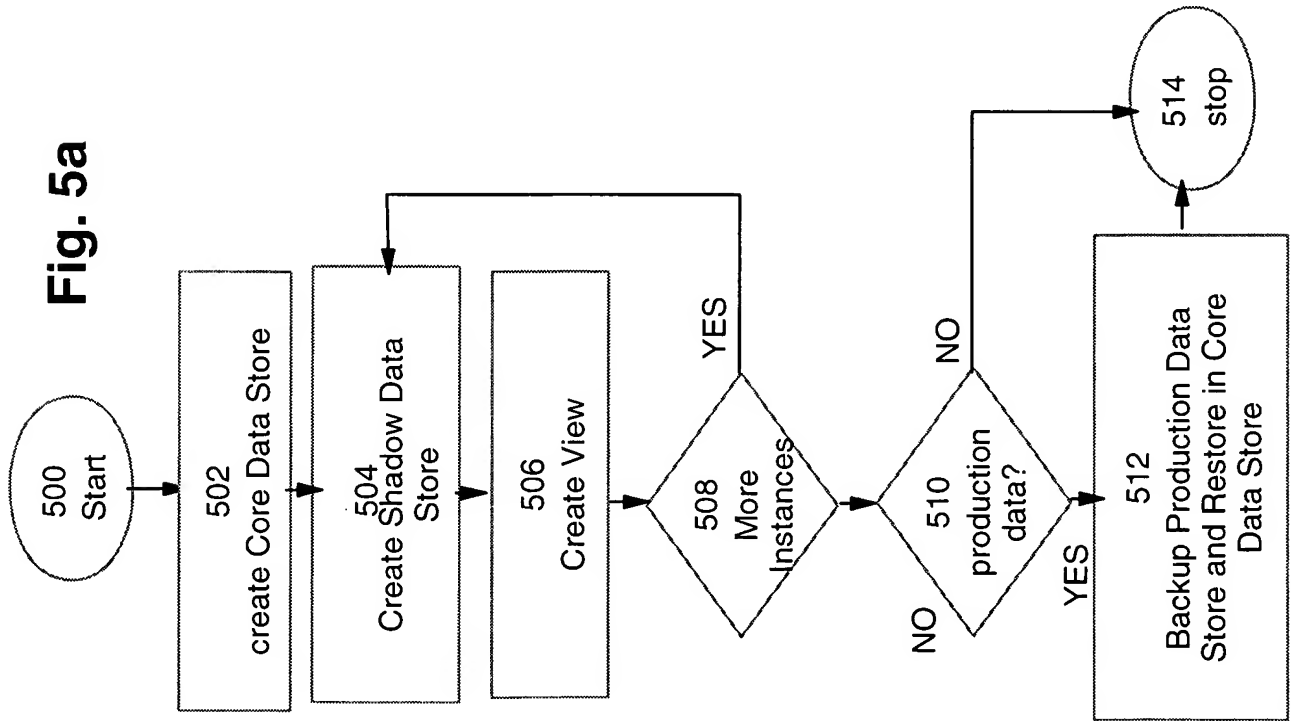 Fig. 5a
500
Start
502
create Core Data Store
504
Create Shadow Data
Store
506
Create View
508
More
Instances
YES
NO
510
production
data?
NO
YES
512
Backup Production Data
Store and Restore in Core
Data Store
514
stop